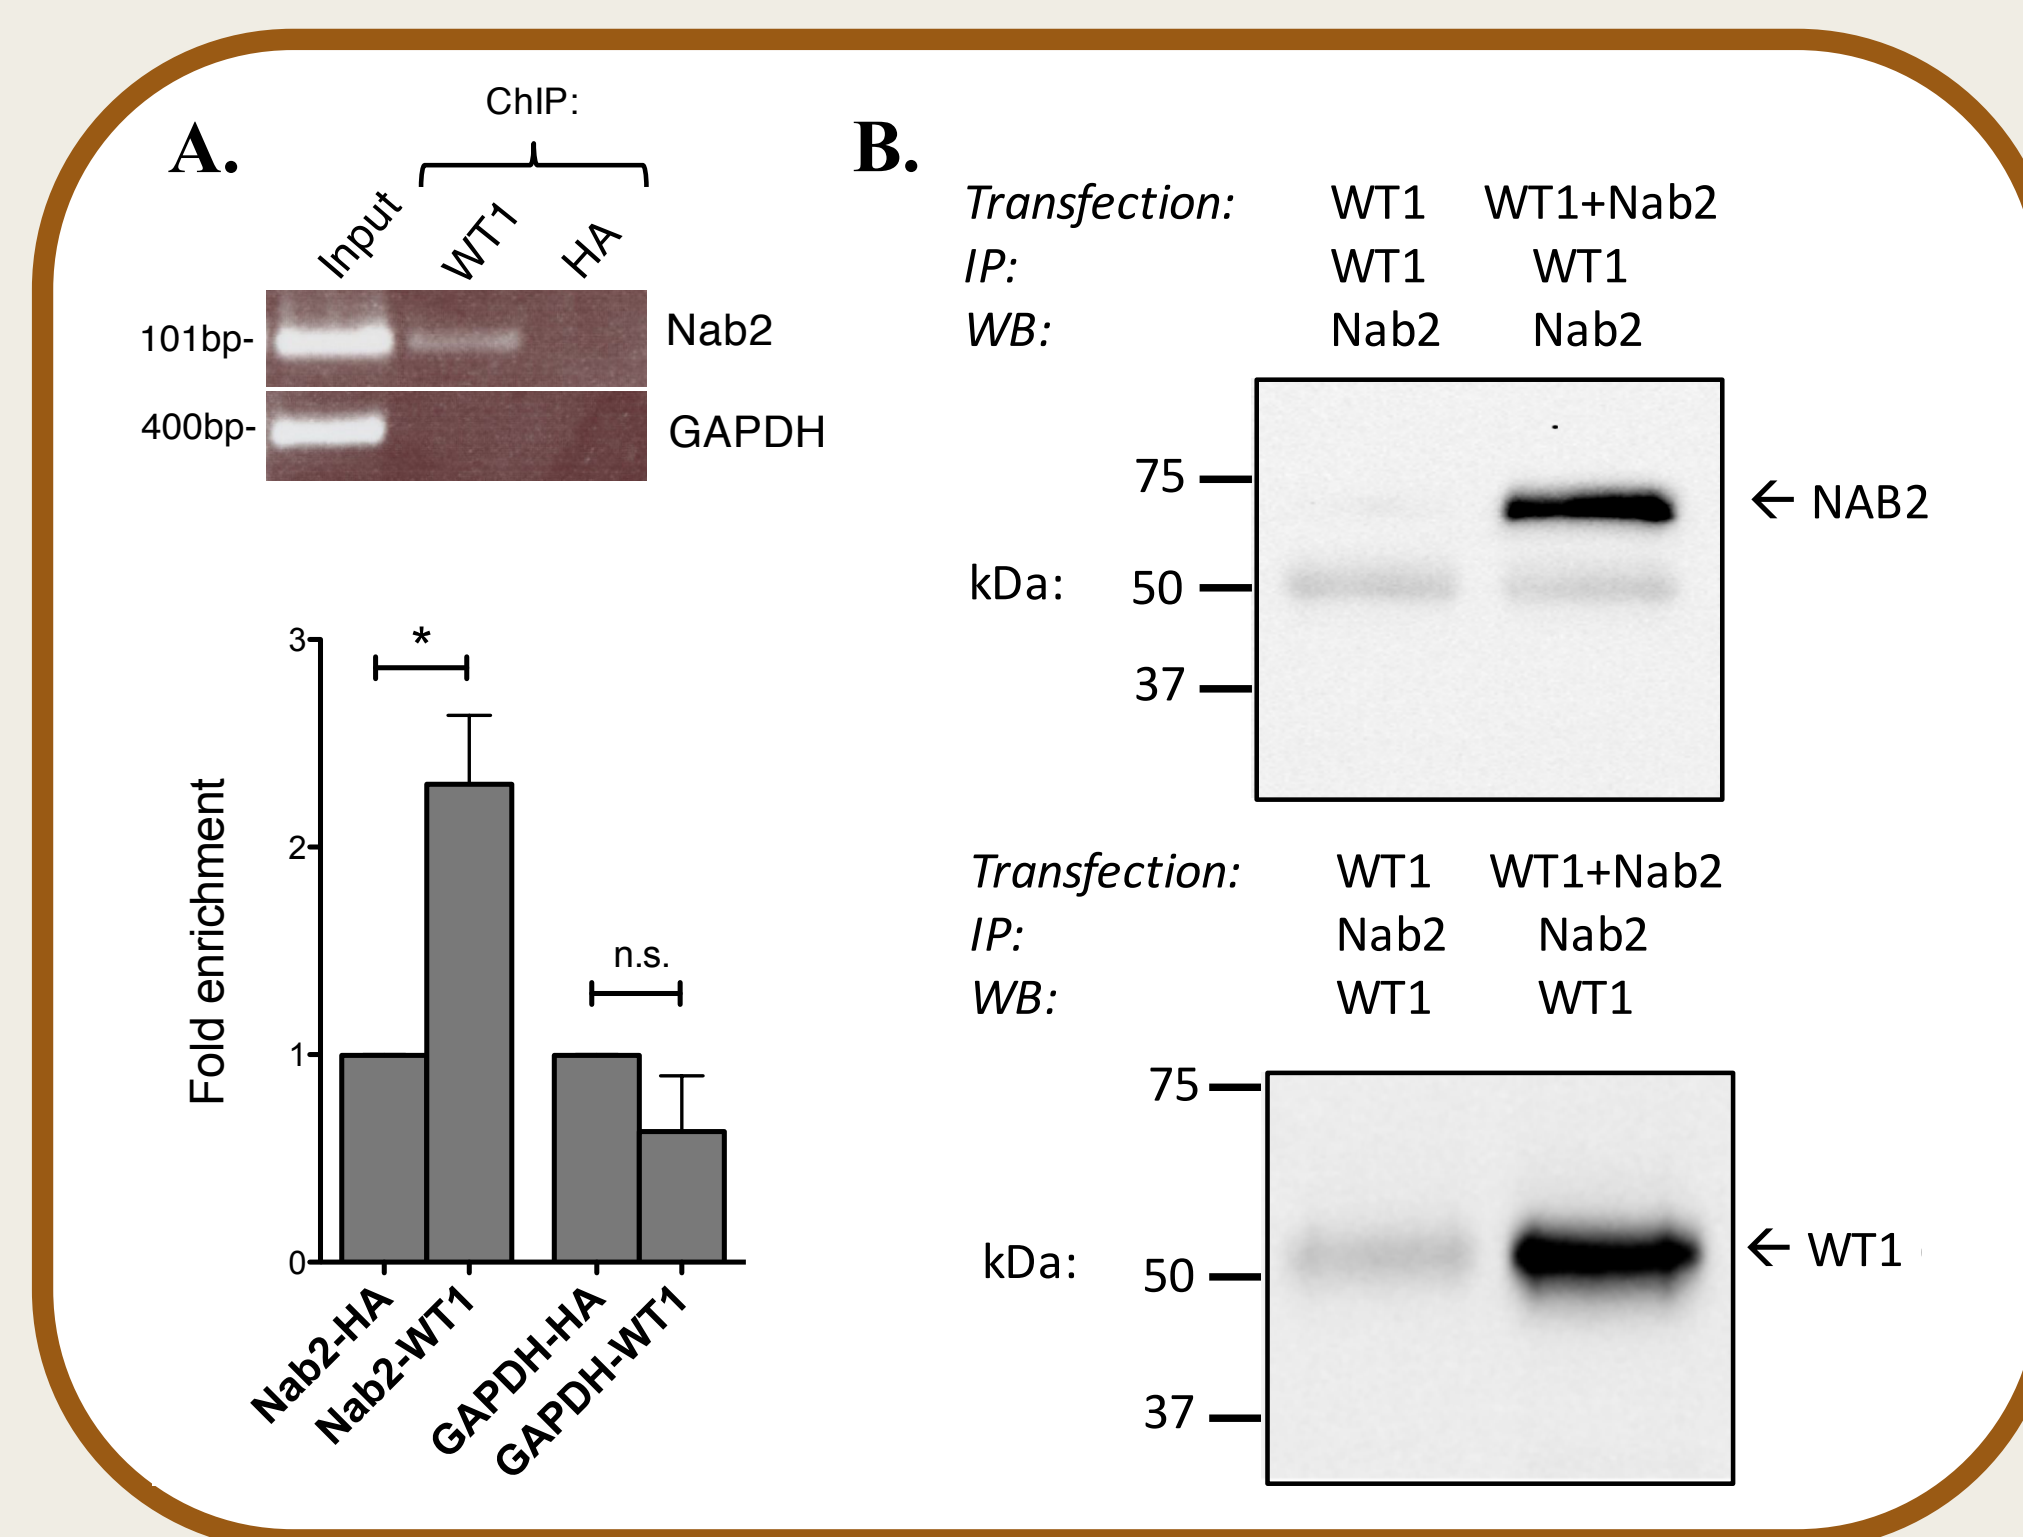 A.
ChIP:
Input WT1 HA
101bp- Nab2
400bp- GAPDH
3
*
2
n.s.
1
0
Fold enrichment
Nab2-HA
Nab2-WT1
GAPDH-HA
GAPDH-WT1
B.
Transfection: WT1 WT1+Nab2
IP: WT1 WT1
WB: Nab2 Nab2
75
← NAB2
kDa: 50
37
Transfection: WT1 WT1+Nab2
IP: Nab2 Nab2
WB: WT1 WT1
75
← WT1
kDa: 50
37